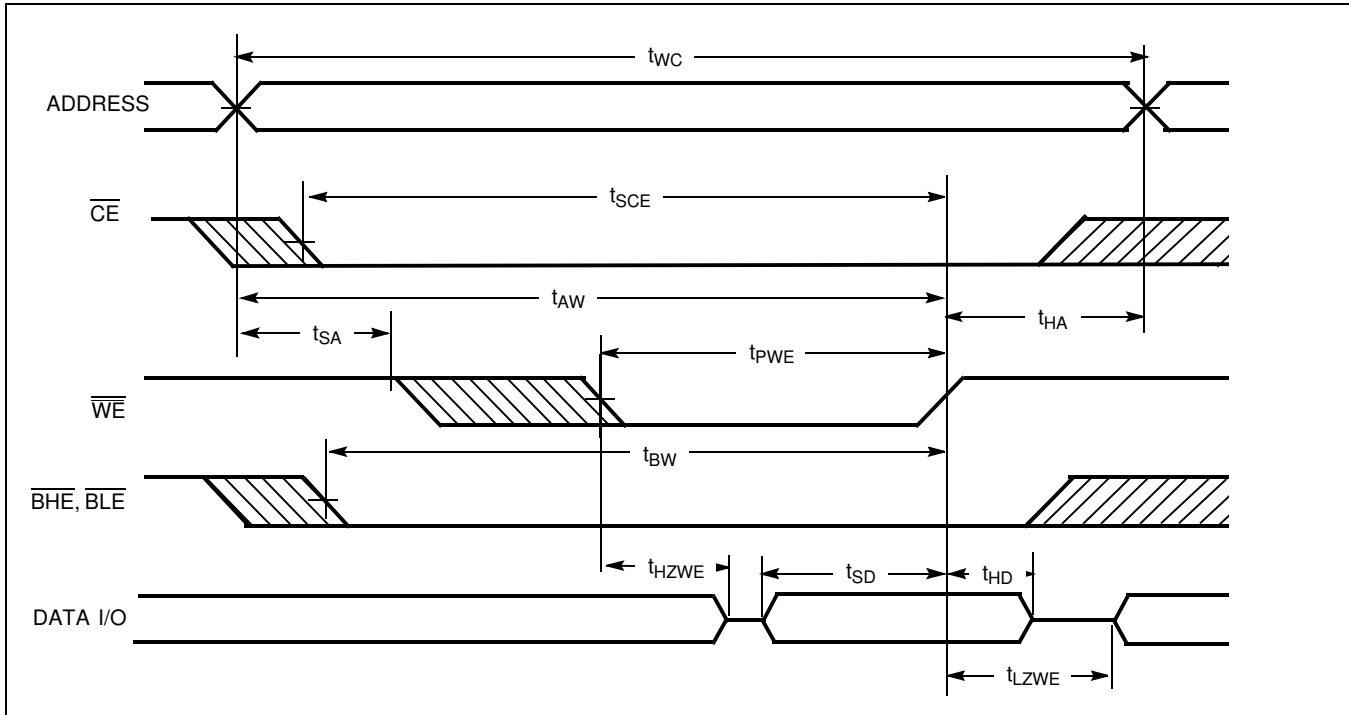 tWC
ADDRESS
tSCE
CE
tAW
tSA
tHA
tPWE
WE
tBW
BHE, BLE
tHZWE
tSD
tHD
DATA I/O
tLZWE